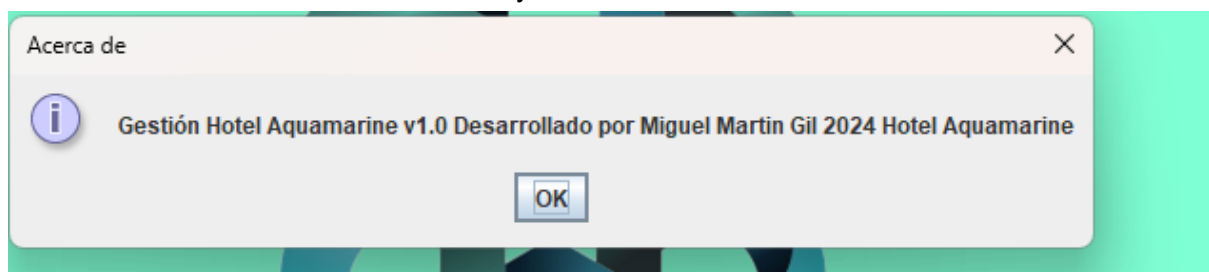 Acerca de
Gestión Hotel Aquamarine v1.0 Desarrollado por Miguel Martin Gil 2024 Hotel Aquamarine
OK